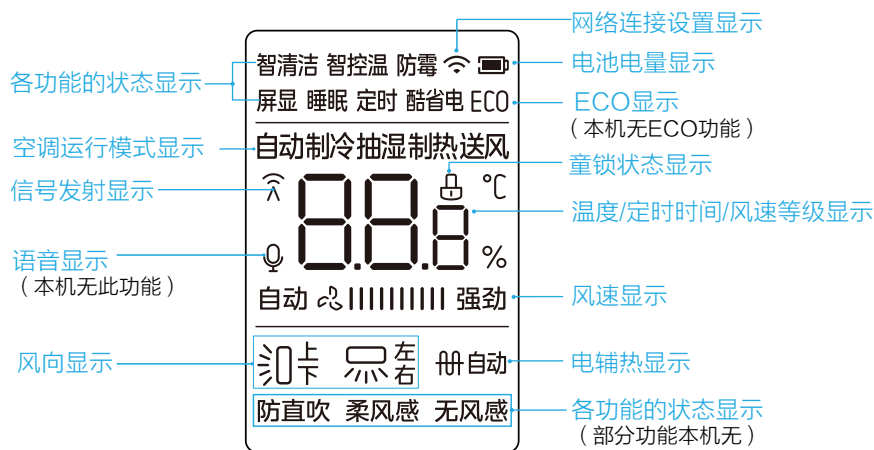 网络连接设置显示
智清洁 智控温 防霉
电池电量显示
各功能的状态显示
屏显 睡眠 定时 酷省电 ECO
ECO显示
（本机无ECO功能）
空调运行模式显示
自动制冷抽湿制热送风
童锁状态显示
信号发射显示
℃
88.8
温度/定时时间/风速等级显示
语音显示
（本机无此功能）
%
自动 强劲
风速显示
风向显示
上下 左右 自动
电辅热显示
防直吹 柔风感 无风感
各功能的状态显示
（部分功能本机无）